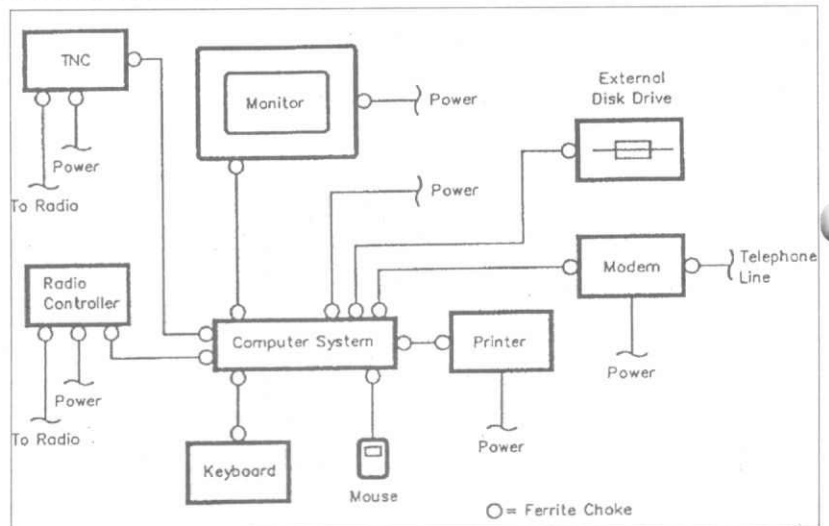 TNC
Monitor
Power
External
Disk Drive
Power
To Radio
Power
Radio
Controller
Modem
Telephone
Line
Computer System
Printer
Power
Power
To Radio
Keyboard
Mouse
Power
= Ferrite Choke